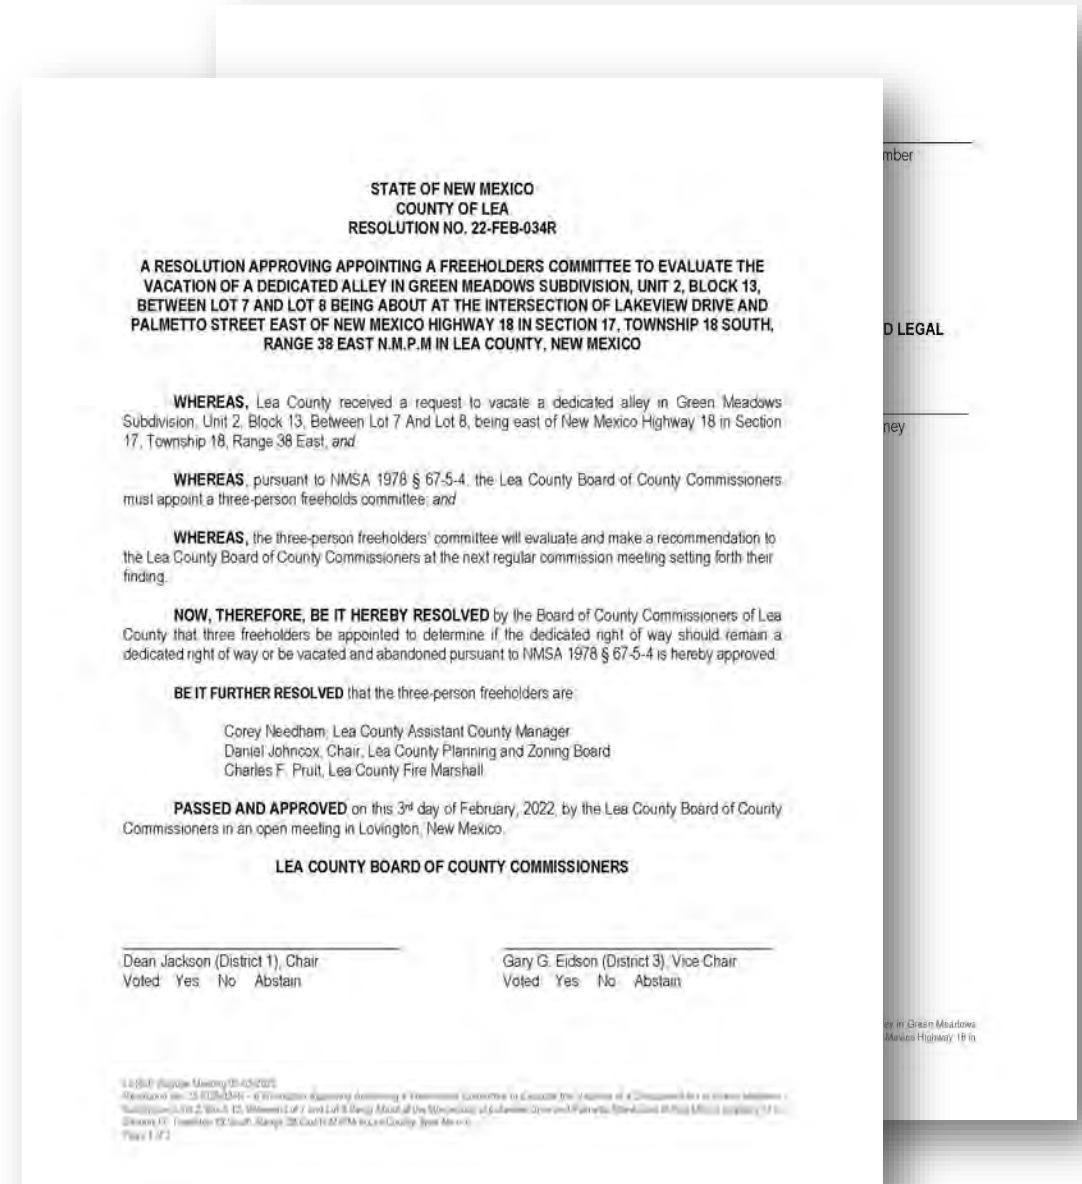 STATE OF NEW MEXICO
COUNTY OF LEA
RESOLUTION NO. 22-FEB-034R
A RESOLUTION APPROVING APPOINTING A FREEHOLDERS COMMITTEE TO EVALUATE THE
VACATION OF A DEDICATED ALLEY IN GREEN MEADOWS SUBDIVISION, UNIT 2, BLOCK 13,
BETWEEN LOT 7 AND LOT 8 BEING ABOUT AT THE INTERSECTION OF LAKEVIEW DRIVE AND
PALMETTO STREET EAST OF NEW MEXICO HIGHWAY 18 IN SECTION 17, TOWNSHIP 18 SOUTH,
RANGE 38 EAST N.M.P.M IN LEA COUNTY, NEW MEXICO
WHEREAS, Lea County received a request to vacate a dedicated alley in Green Meadows
Subdivision, Unit 2, Block 13, Between Lot 7 And Lot 8, being east of New Mexico Highway 18 in Section
17, Township 18, Range 38 East, and
WHEREAS, pursuant to NMSA 1978 § 67-5-4, the Lea County Board of County Commissioners
must appoint a three-person freeholds committee; and
WHEREAS, the three-person freeholders' committee will evaluate and make a recommendation to
the Lea County Board of County Commissioners at the next regular commission meeting setting forth their
finding.
NOW, THEREFORE, BE IT HEREBY RESOLVED by the Board of County Commissioners of Lea
County that three freeholders be appointed to determine if the dedicated right of way should remain a
dedicated right of way or be vacated and abandoned pursuant to NMSA 1978 § 67-5-4 is hereby approved.
BE IT FURTHER RESOLVED that the three-person freeholders are:
Corey Needham, Lea County Assistant County Manager
Daniel Johncox, Chair, Lea County Planning and Zoning Board
Charles F. Pruit, Lea County Fire Marshall
PASSED AND APPROVED on this 3rd day of February, 2022, by the Lea County Board of County
Commissioners in an open meeting in Lovington, New Mexico.
LEA COUNTY BOARD OF COUNTY COMMISSIONERS
Dean Jackson (District 1), Chair
Voted Yes No Abstain
Gary G. Eidson (District 3), Vice Chair
Voted Yes No Abstain
Page 1 of 2
mber
D LEGAL
ney
ey in Green Meadows
Mexico Highway 18 in